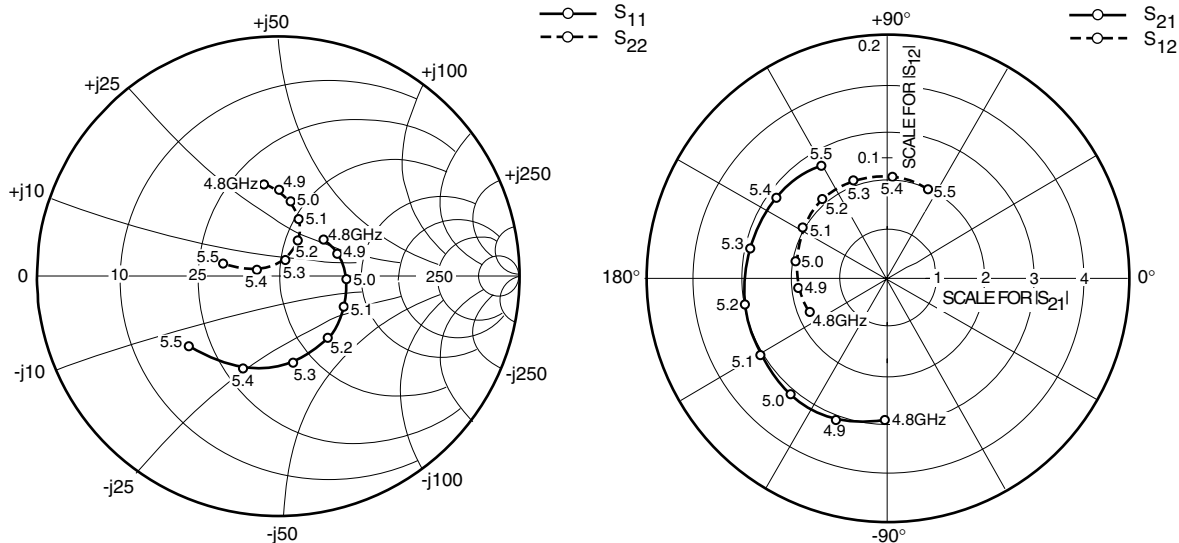 S11
S22
+j50
+j25
+j100
+j10
+j250
4.8GHz
4.9
5.0
5.1
5.2
5.3
5.4
5.5
4.8GHz
4.9
5.0
5.1
5.2
5.3
5.4
5.5
0
10
25
250
-j10
-j250
-j25
-j100
-j50
S21
S12
+90°
0.2
SCALE FOR |S12|
0.1
5.5
5.4
5.3
5.2
5.1
5.0
4.9
4.8GHz
5.5
5.4
5.3
5.2
5.1
5.0
4.9
4.8GHz
180°
1
2
3
4
0°
SCALE FOR |S21|
-90°